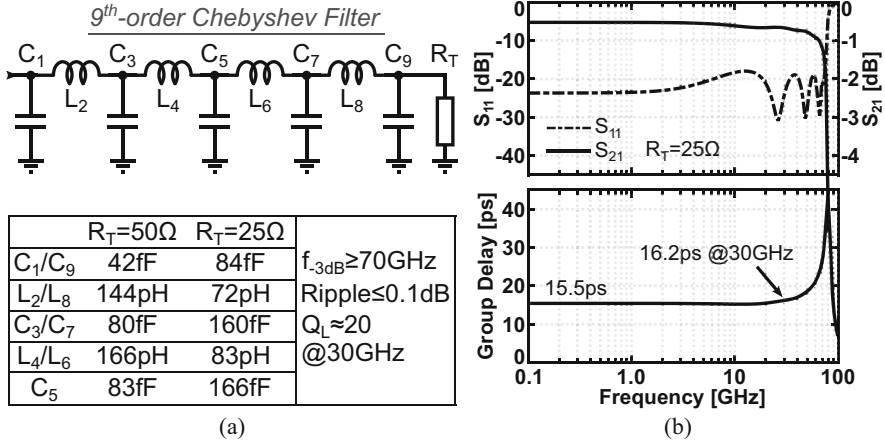 9th-order Chebyshev Filter
C1 C3 C5 C7 C9 RT
L2 L4 L6 L8
RT=50Ω RT=25Ω
C1/C9 42fF 84fF f-3dB≥70GHz
L2/L8 144pH 72pH Ripple≤0.1dB
C3/C7 80fF 160fF QL≈20
L4/L6 166pH 83pH @30GHz
C5 83fF 166fF
(a)
S11 [dB]
0
-10
-20
-30
-40
S11
S21 RT=25Ω
0
-1
-2
-3
-4
S21 [dB]
Group Delay [ps]
40
30
20
10
0
15.5ps
16.2ps @30GHz
0.1 1.0 10 100
Frequency [GHz]
(b)